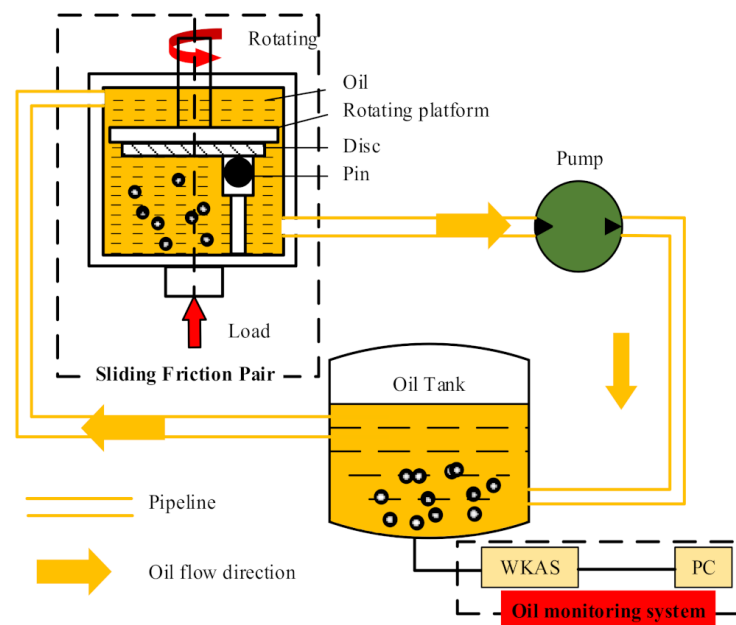 Rotating
Oil
Rotating platform
Disc
Pin
Pump
Load
Sliding Friction Pair
Oil Tank
Pipeline
Oil flow direction
WKAS
PC
Oil monitoring system